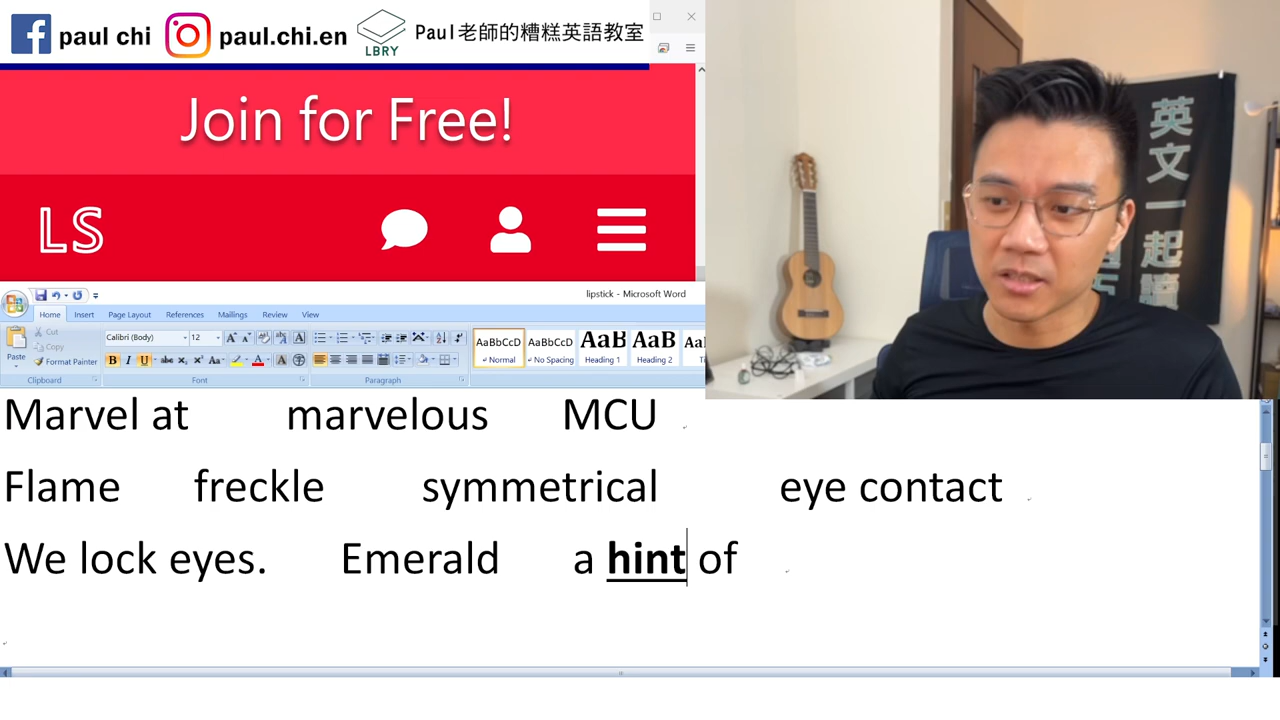 paul chi paul.chi.en LBRY Paul老師的糟糕英語教室
Join for Free!
LS
lipstick - Microsoft Word
Home Insert Page Layout References Mailings Review View
Paste
Cut
Copy
Format Painter
Clipboard
Calibri (Body) 12
Font
Paragraph
AaBbCcD AaBbCcD AaB AaB
Normal No Spacing Heading 1 Heading 2
Marvel at marvelous MCU
Flame freckle symmetrical eye contact
We lock eyes. Emerald a hint of
英文一起讀